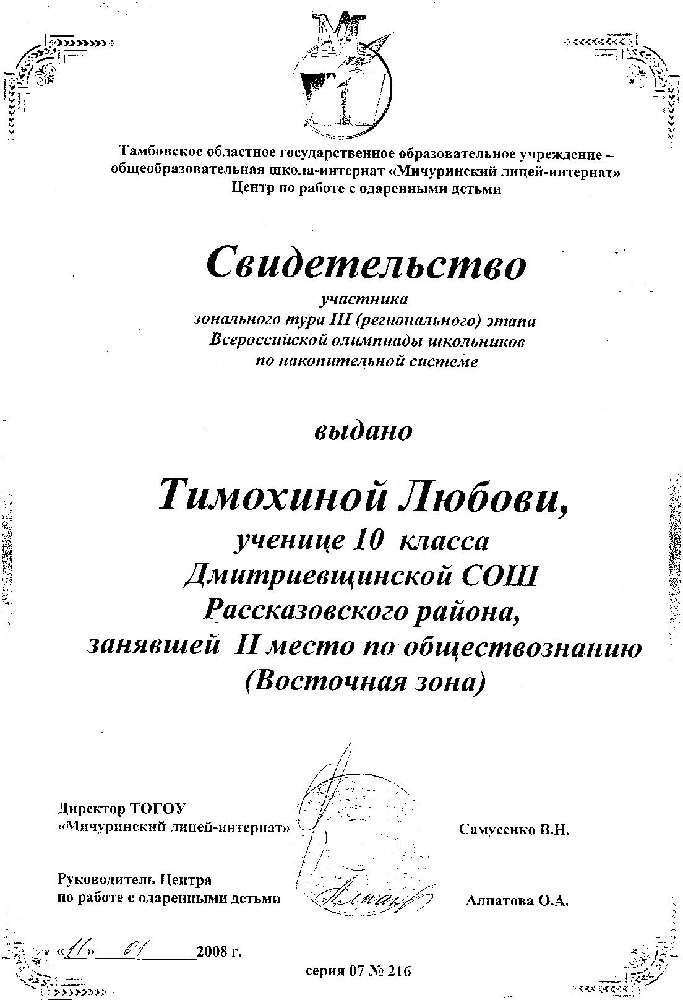 Тамбовское областное государственное образовательное учреждение –
общеобразовательная школа-интернат «Мичуринский лицей-интернат»
Центр по работе с одаренными детьми
Свидетельство
участника
зонального тура III (регионального) этапа
Всероссийской олимпиады школьников
по накопительной системе
выдано
Тимохиной Любови,
ученице 10 класса
Дмитриевщинской СОШ
Рассказовского района,
занявшей II место по обществознанию
(Восточная зона)
Директор ТОГОУ
«Мичуринский лицей-интернат»
Самусенко В.Н.
Руководитель Центра
по работе с одаренными детьми
Алпатова О.А.
«11» 01 2008 г.
серия 07 № 216